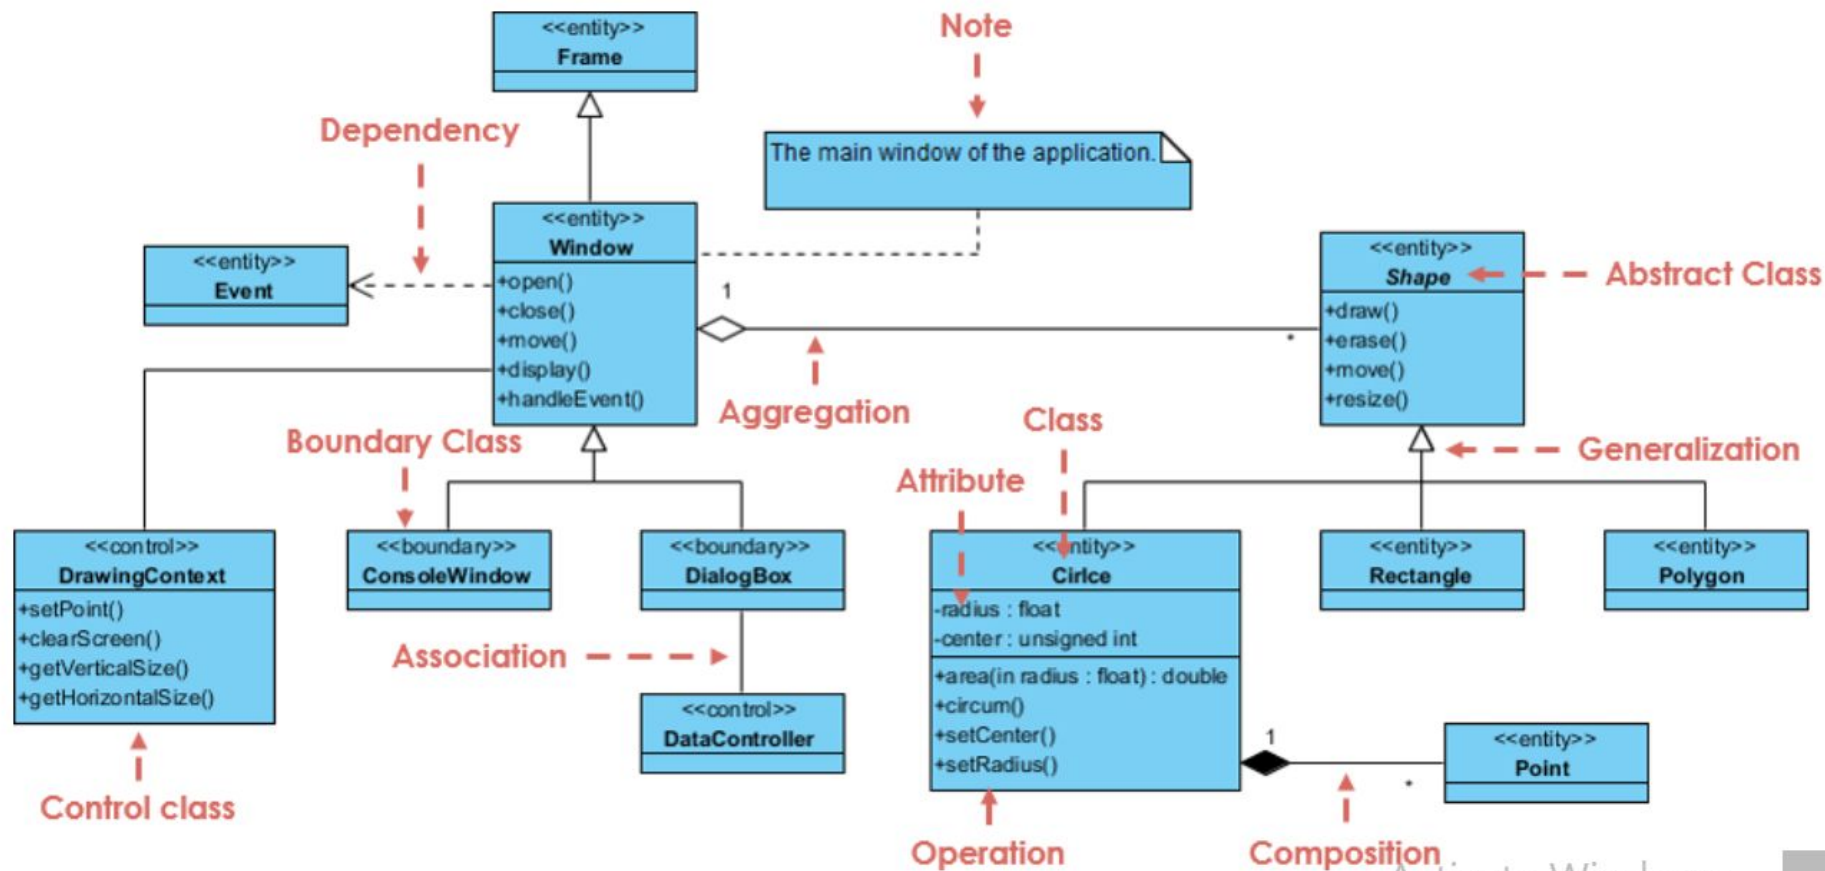 <<entity>>
Frame
Note
Dependency
The main window of the application.
<<entity>>
Window
+open()
+close()
+move()
+display()
+handleEvent()
<<entity>>
Event
1
*
Aggregation
<<entity>>
Shape
+draw()
+erase()
+move()
+resize()
Abstract Class
Generalization
Boundary Class
Class
Attribute
<<control>>
DrawingContext
+setPoint()
+clearScreen()
+getVerticalSize()
+getHorizontalSize()
Control class
<<boundary>>
ConsoleWindow
<<boundary>>
DialogBox
Association
<<control>>
DataController
<<entity>>
Cirlce
-radius : float
-center : unsigned int
+area(in radius : float) : double
+circum()
+setCenter()
+setRadius()
Operation
<<entity>>
Rectangle
<<entity>>
Polygon
1
*
Composition
<<entity>>
Point